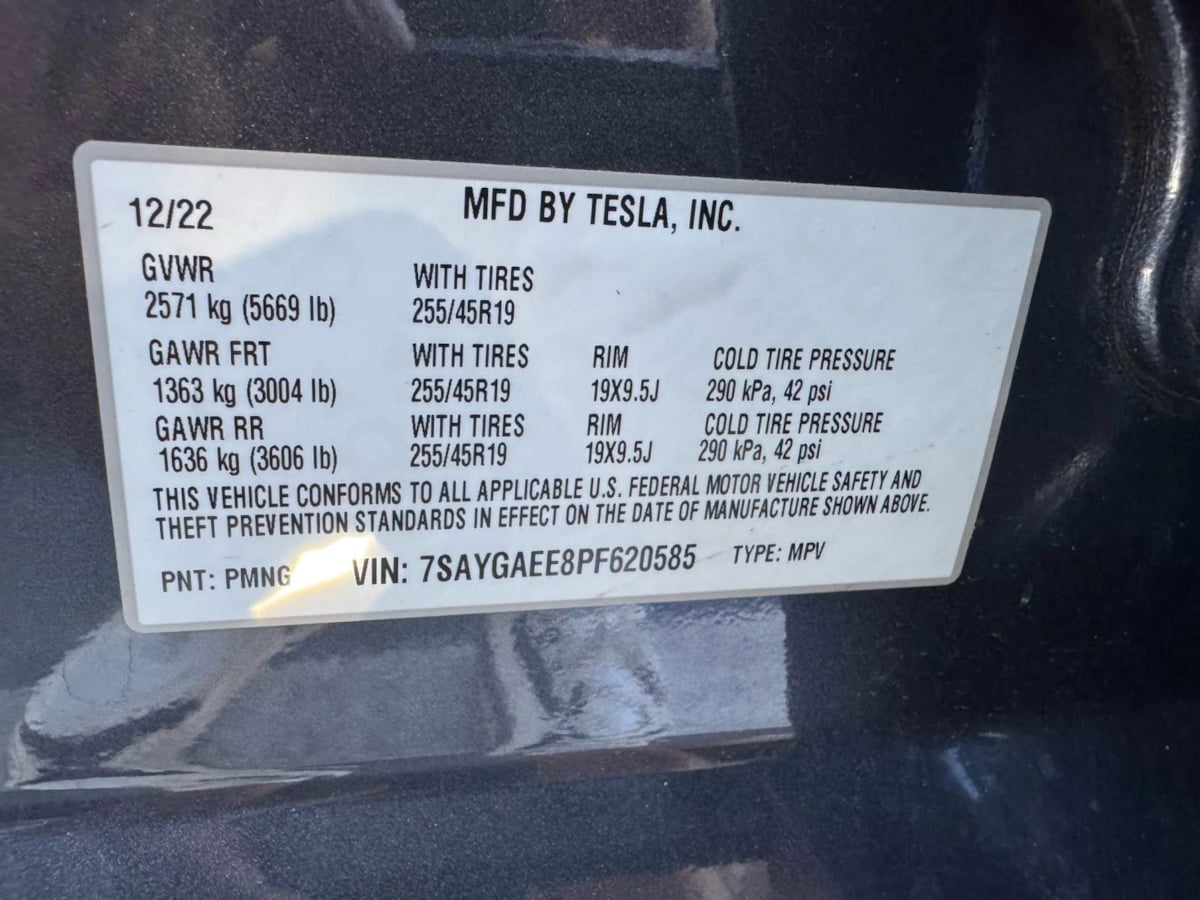 12/22 MFD BY TESLA, INC.
GVWR WITH TIRES
2571 kg (5669 lb) 255/45R19
GAWR FRT WITH TIRES RIM COLD TIRE PRESSURE
1363 kg (3004 lb) 255/45R19 19X9.5J 290 kPa, 42 psi
GAWR RR WITH TIRES RIM COLD TIRE PRESSURE
1636 kg (3606 lb) 255/45R19 19X9.5J 290 kPa, 42 psi
THIS VEHICLE CONFORMS TO ALL APPLICABLE U.S. FEDERAL MOTOR VEHICLE SAFETY AND
THEFT PREVENTION STANDARDS IN EFFECT ON THE DATE OF MANUFACTURE SHOWN ABOVE.
PNT: PMNG VIN: 7SAYGAEE8PF620585 TYPE: MPV